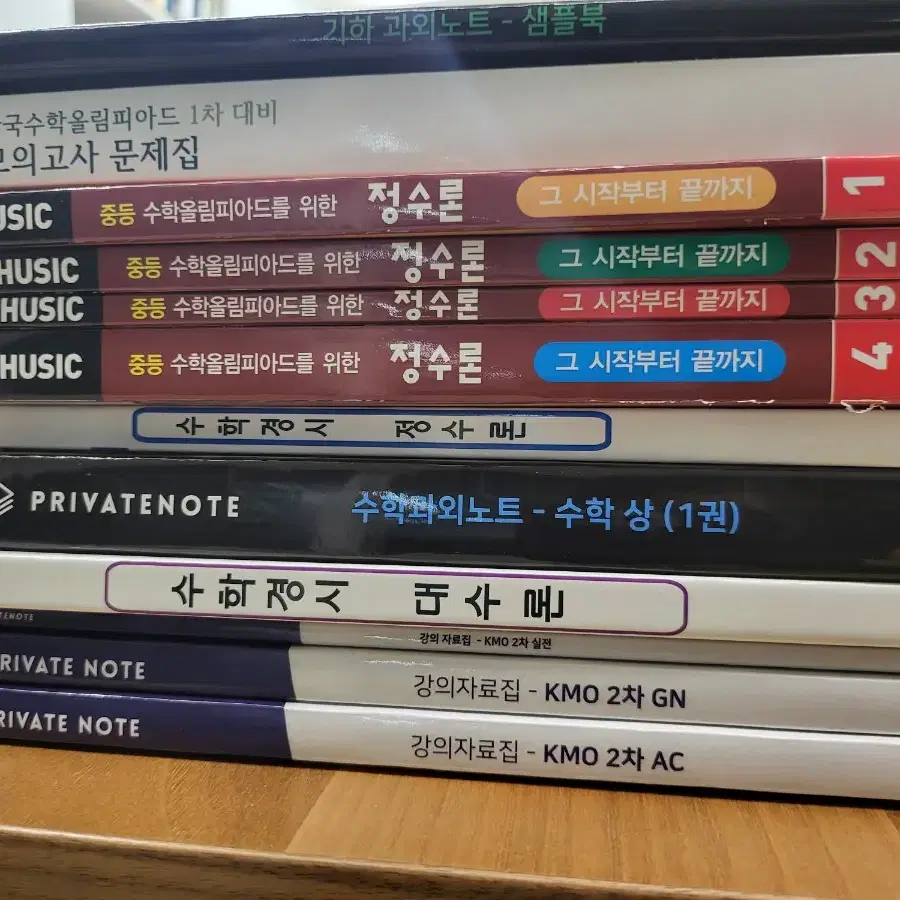 기하 과외노트 - 샘플북
국수학올림피아드 1차 대비
모의고사 문제집
USIC 중등 수학올림피아드를 위한 정수론 그 시작부터 끝까지 1
HUSIC 중등 수학올림피아드를 위한 정수론 그 시작부터 끝까지 2
HUSIC 중등 수학올림피아드를 위한 정수론 그 시작부터 끝까지 3
HUSIC 중등 수학올림피아드를 위한 정수론 그 시작부터 끝까지 4
수학경시 정수론
PRIVATENOTE 수학과외노트 - 수학 상 (1권)
수학경시 대수론
ATENOTE 강의 자료집 - KMO 2차 실전
PRIVATE NOTE 강의자료집 - KMO 2차 GN
RIVATE NOTE 강의자료집 - KMO 2차 AC